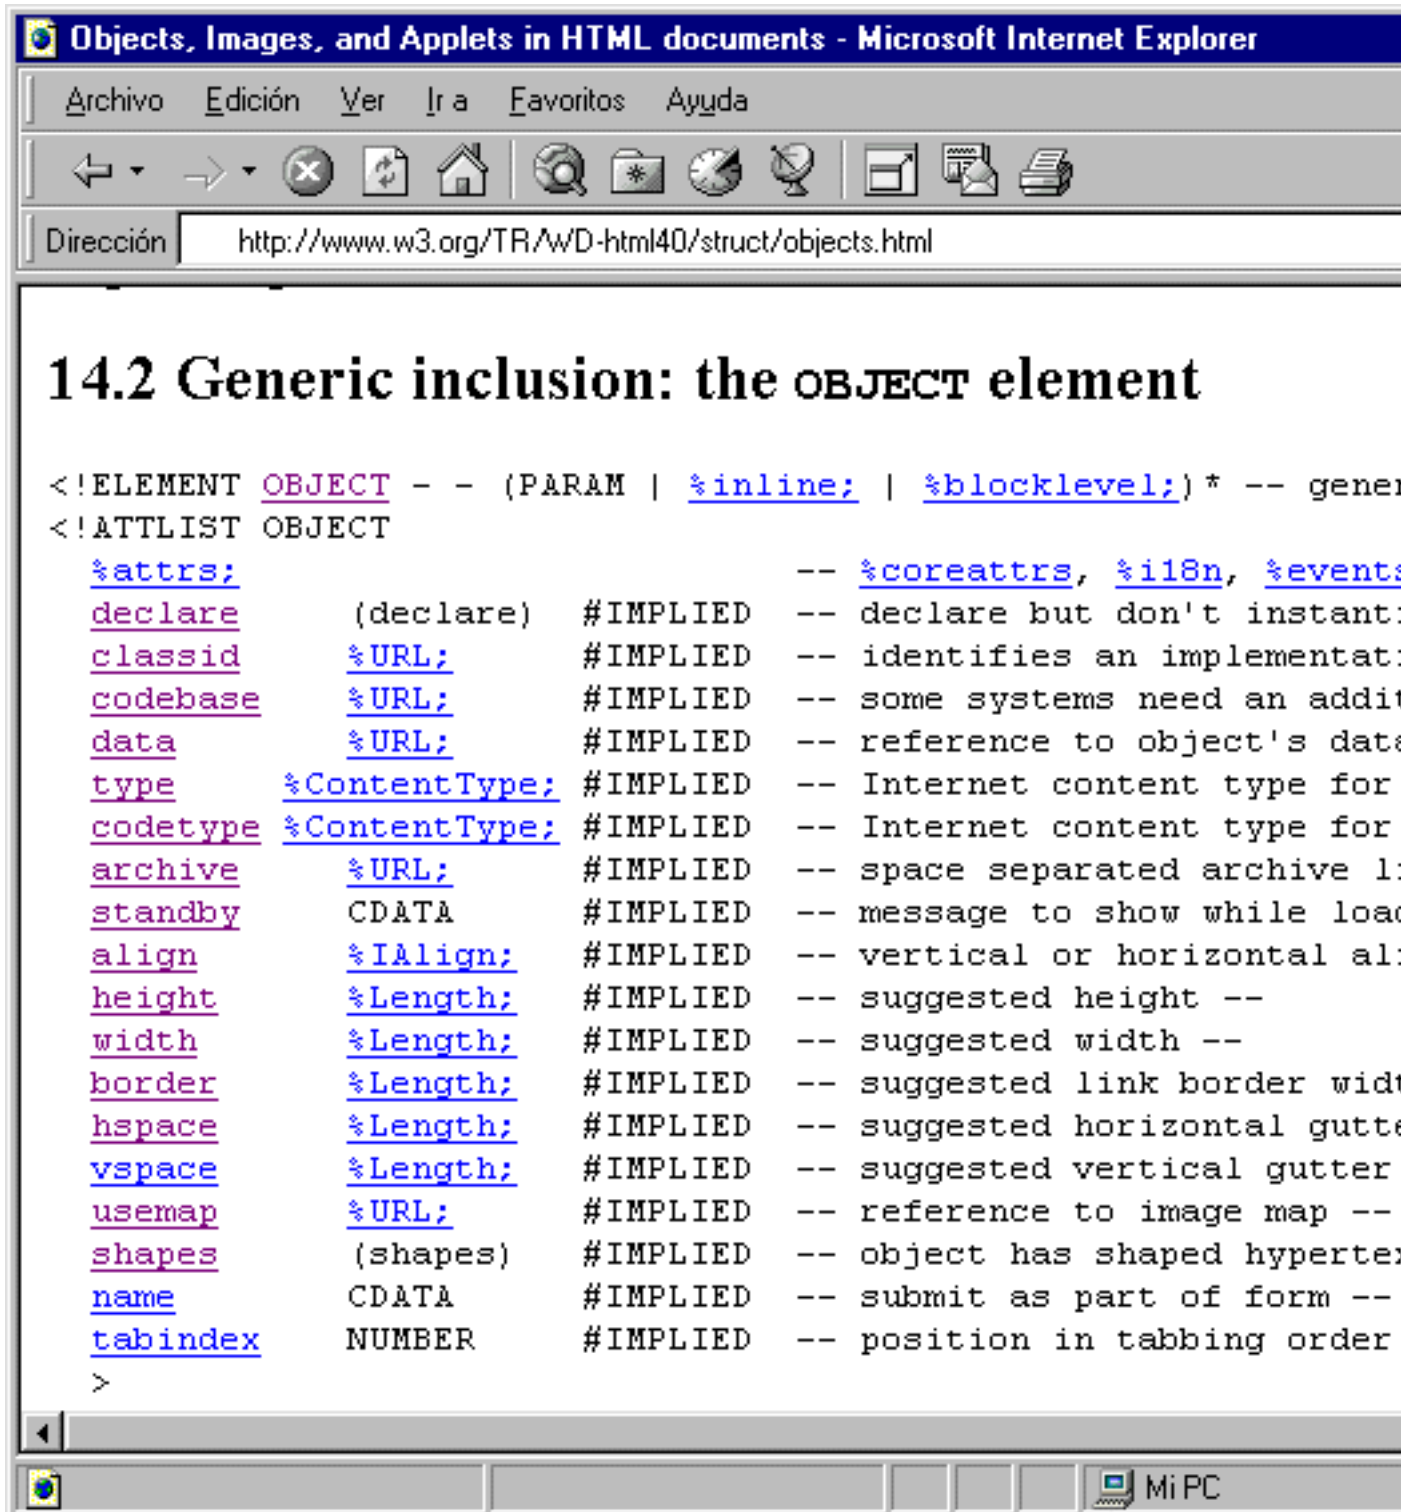 Objects, Images, and Applets in HTML documents - Microsoft Internet Explorer
Archivo Edición Ver Ir a Favoritos Ayuda
Dirección http://www.w3.org/TR/WD-html40/struct/objects.html
14.2 Generic inclusion: the OBJECT element
<!ELEMENT OBJECT - - (PARAM | %inline; | %blocklevel;)* -- gener
<!ATTLIST OBJECT
%attrs; -- %coreattrs, %i18n, %events
declare (declare) #IMPLIED -- declare but don't instanti
classid %URL; #IMPLIED -- identifies an implementati
codebase %URL; #IMPLIED -- some systems need an addit
data %URL; #IMPLIED -- reference to object's data
type %ContentType; #IMPLIED -- Internet content type for
codetype %ContentType; #IMPLIED -- Internet content type for
archive %URL; #IMPLIED -- space separated archive li
standby CDATA #IMPLIED -- message to show while load
align %IAlign; #IMPLIED -- vertical or horizontal ali
height %Length; #IMPLIED -- suggested height --
width %Length; #IMPLIED -- suggested width --
border %Length; #IMPLIED -- suggested link border widt
hspace %Length; #IMPLIED -- suggested horizontal gutte
vspace %Length; #IMPLIED -- suggested vertical gutter
usemap %URL; #IMPLIED -- reference to image map --
shapes (shapes) #IMPLIED -- object has shaped hypertex
name CDATA #IMPLIED -- submit as part of form --
tabindex NUMBER #IMPLIED -- position in tabbing order
>
Mi PC